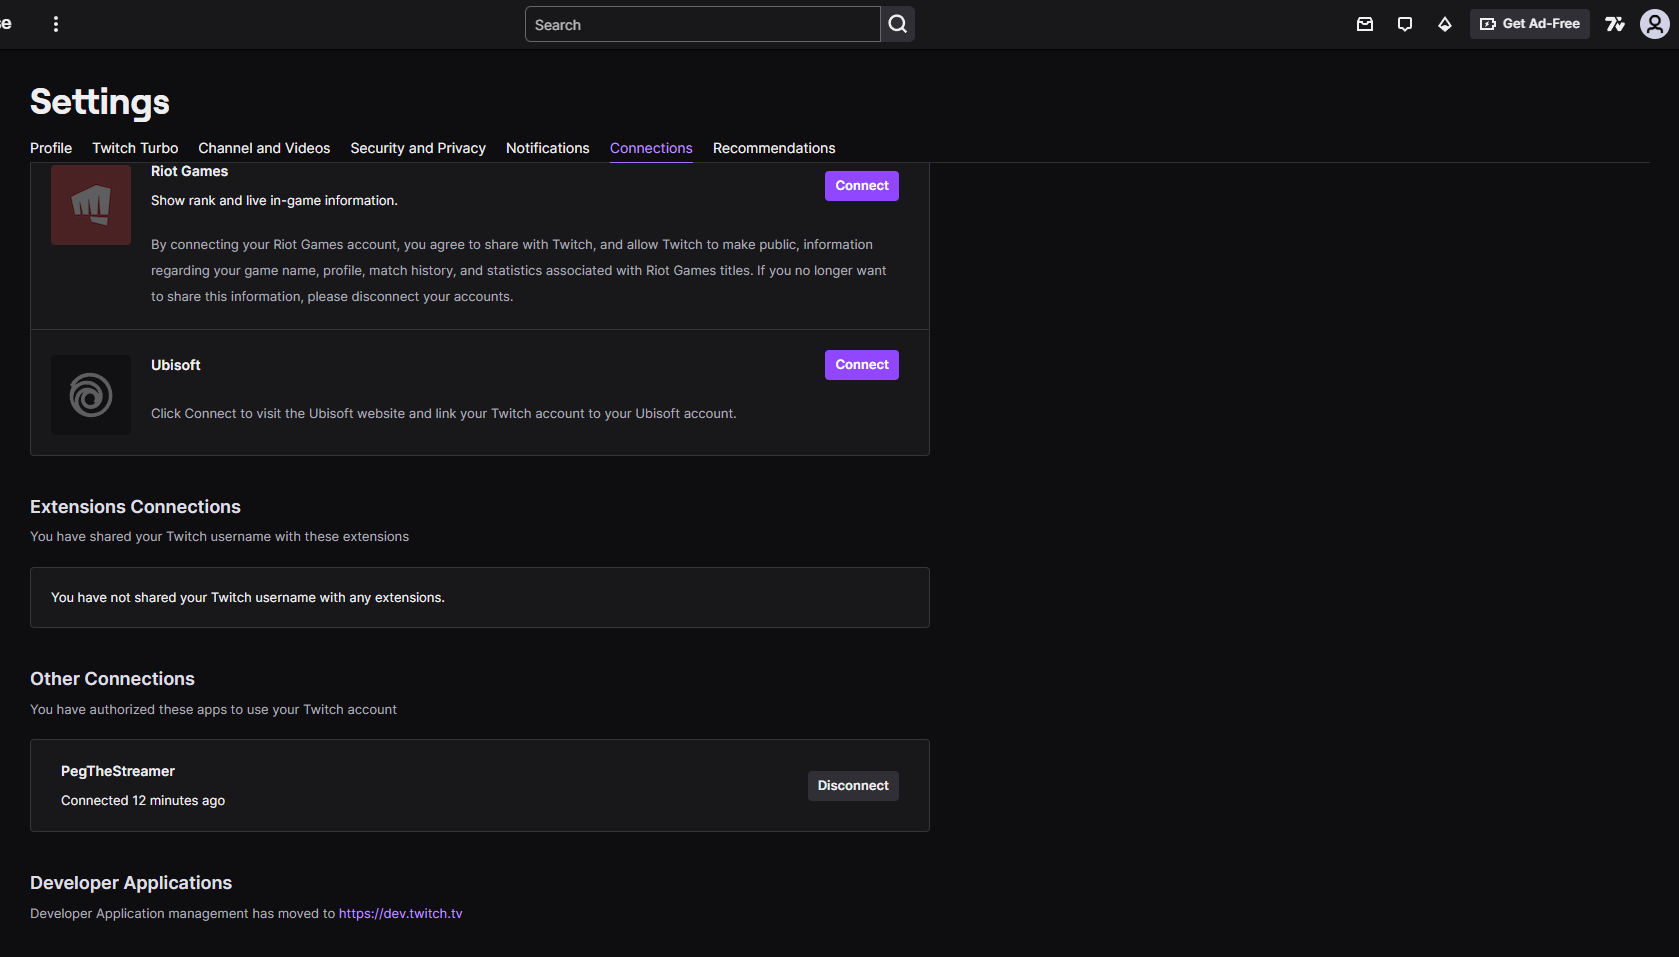 e
Search
Get Ad-Free
Settings
Profile Twitch Turbo Channel and Videos Security and Privacy Notifications Connections Recommendations
Riot Games
Connect
Show rank and live in-game information.
By connecting your Riot Games account, you agree to share with Twitch, and allow Twitch to make public, information
regarding your game name, profile, match history, and statistics associated with Riot Games titles. If you no longer want
to share this information, please disconnect your accounts.
Ubisoft
Connect
Click Connect to visit the Ubisoft website and link your Twitch account to your Ubisoft account.
Extensions Connections
You have shared your Twitch username with these extensions
You have not shared your Twitch username with any extensions.
Other Connections
You have authorized these apps to use your Twitch account
PegTheStreamer
Connected 12 minutes ago
Disconnect
Developer Applications
Developer Application management has moved to https://dev.twitch.tv